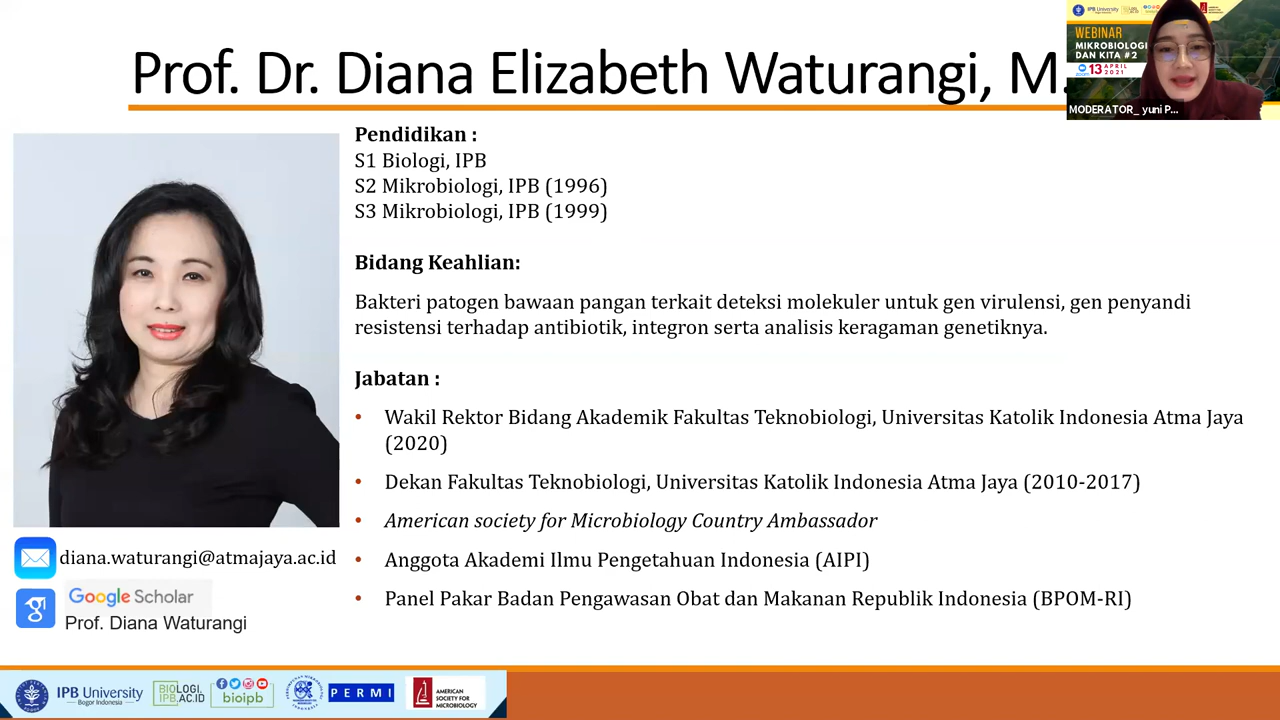 Prof. Dr. Diana Elizabeth Waturangi, M.
IPB University
WEBINAR
MIKROBIOLOGI
DAN KITA #2
zoom 13 APRIL
2021
MODERATOR_ yuni P...
Pendidikan :
S1 Biologi, IPB
S2 Mikrobiologi, IPB (1996)
S3 Mikrobiologi, IPB (1999)
Bidang Keahlian:
Bakteri patogen bawaan pangan terkait deteksi molekuler untuk gen virulensi, gen penyandi
resistensi terhadap antibiotik, integron serta analisis keragaman genetiknya.
Jabatan :
• Wakil Rektor Bidang Akademik Fakultas Teknobiologi, Universitas Katolik Indonesia Atma Jaya
(2020)
• Dekan Fakultas Teknobiologi, Universitas Katolik Indonesia Atma Jaya (2010-2017)
• American society for Microbiology Country Ambassador
• Anggota Akademi Ilmu Pengetahuan Indonesia (AIPI)
• Panel Pakar Badan Pengawasan Obat dan Makanan Republik Indonesia (BPOM-RI)
diana.waturangi@atmajaya.ac.id
Google Scholar
Prof. Diana Waturangi
IPB University
Bogor Indonesia
BIOLOGI.
IPB.AC.ID
bioipb
PERMI
AMERICAN
SOCIETY FOR
MICROBIOLOGY